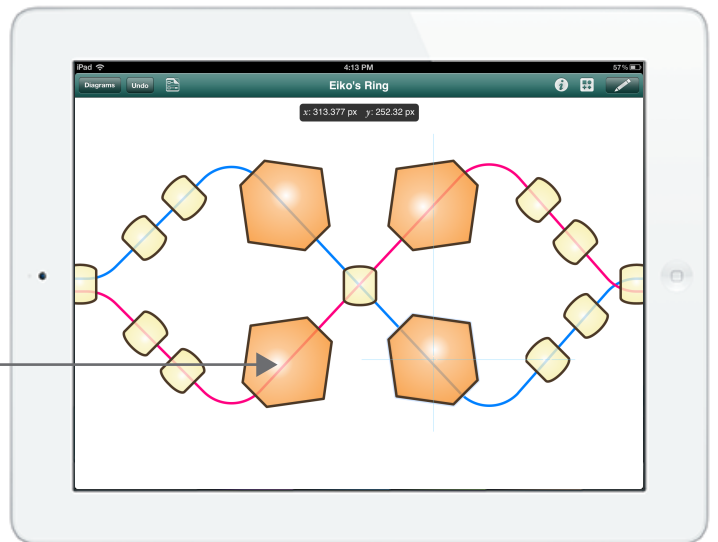 iPad 4:13 PM 57%
Diagrams Undo Eiko's Ring
x: 313.377 px y: 252.32 px